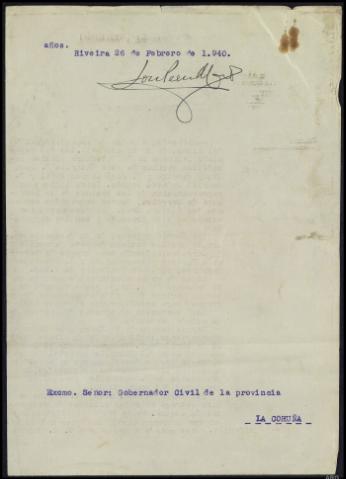 años.
Riveira 26 de Febrero de 1.940.
Excmo. Señor: Gobernador Civil de la provincia
LA CORUÑA